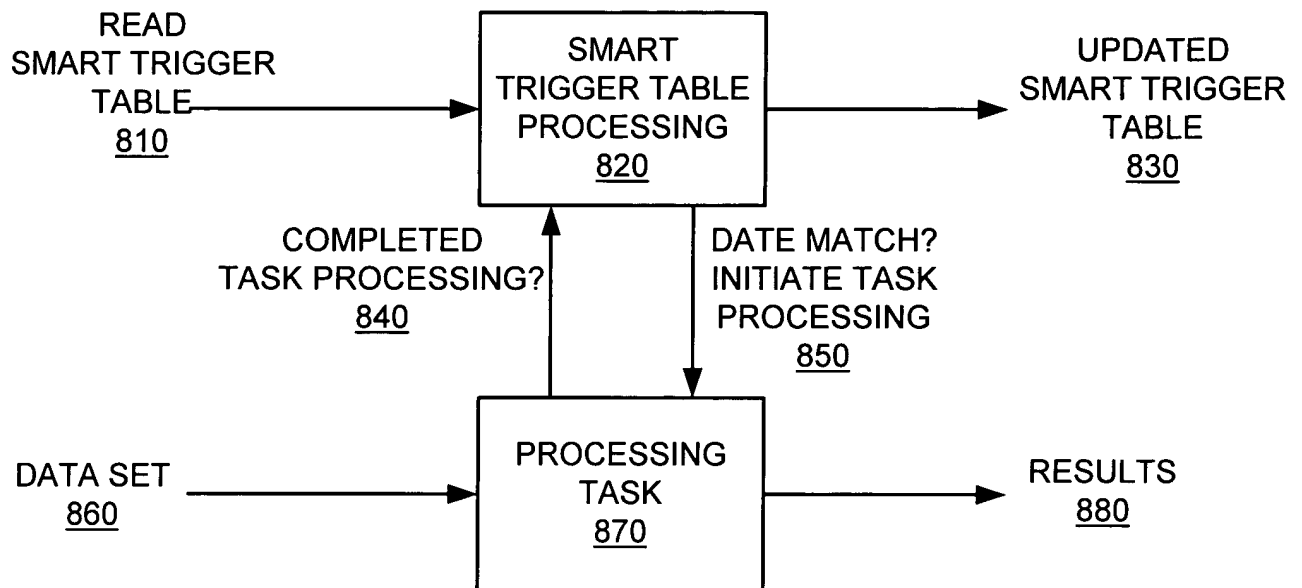 READ
SMART TRIGGER
TABLE
810
SMART
TRIGGER TABLE
PROCESSING
820
UPDATED
SMART TRIGGER
TABLE
830
COMPLETED
TASK PROCESSING?
840
DATE MATCH?
INITIATE TASK
PROCESSING
850
DATA SET
860
PROCESSING
TASK
870
RESULTS
880